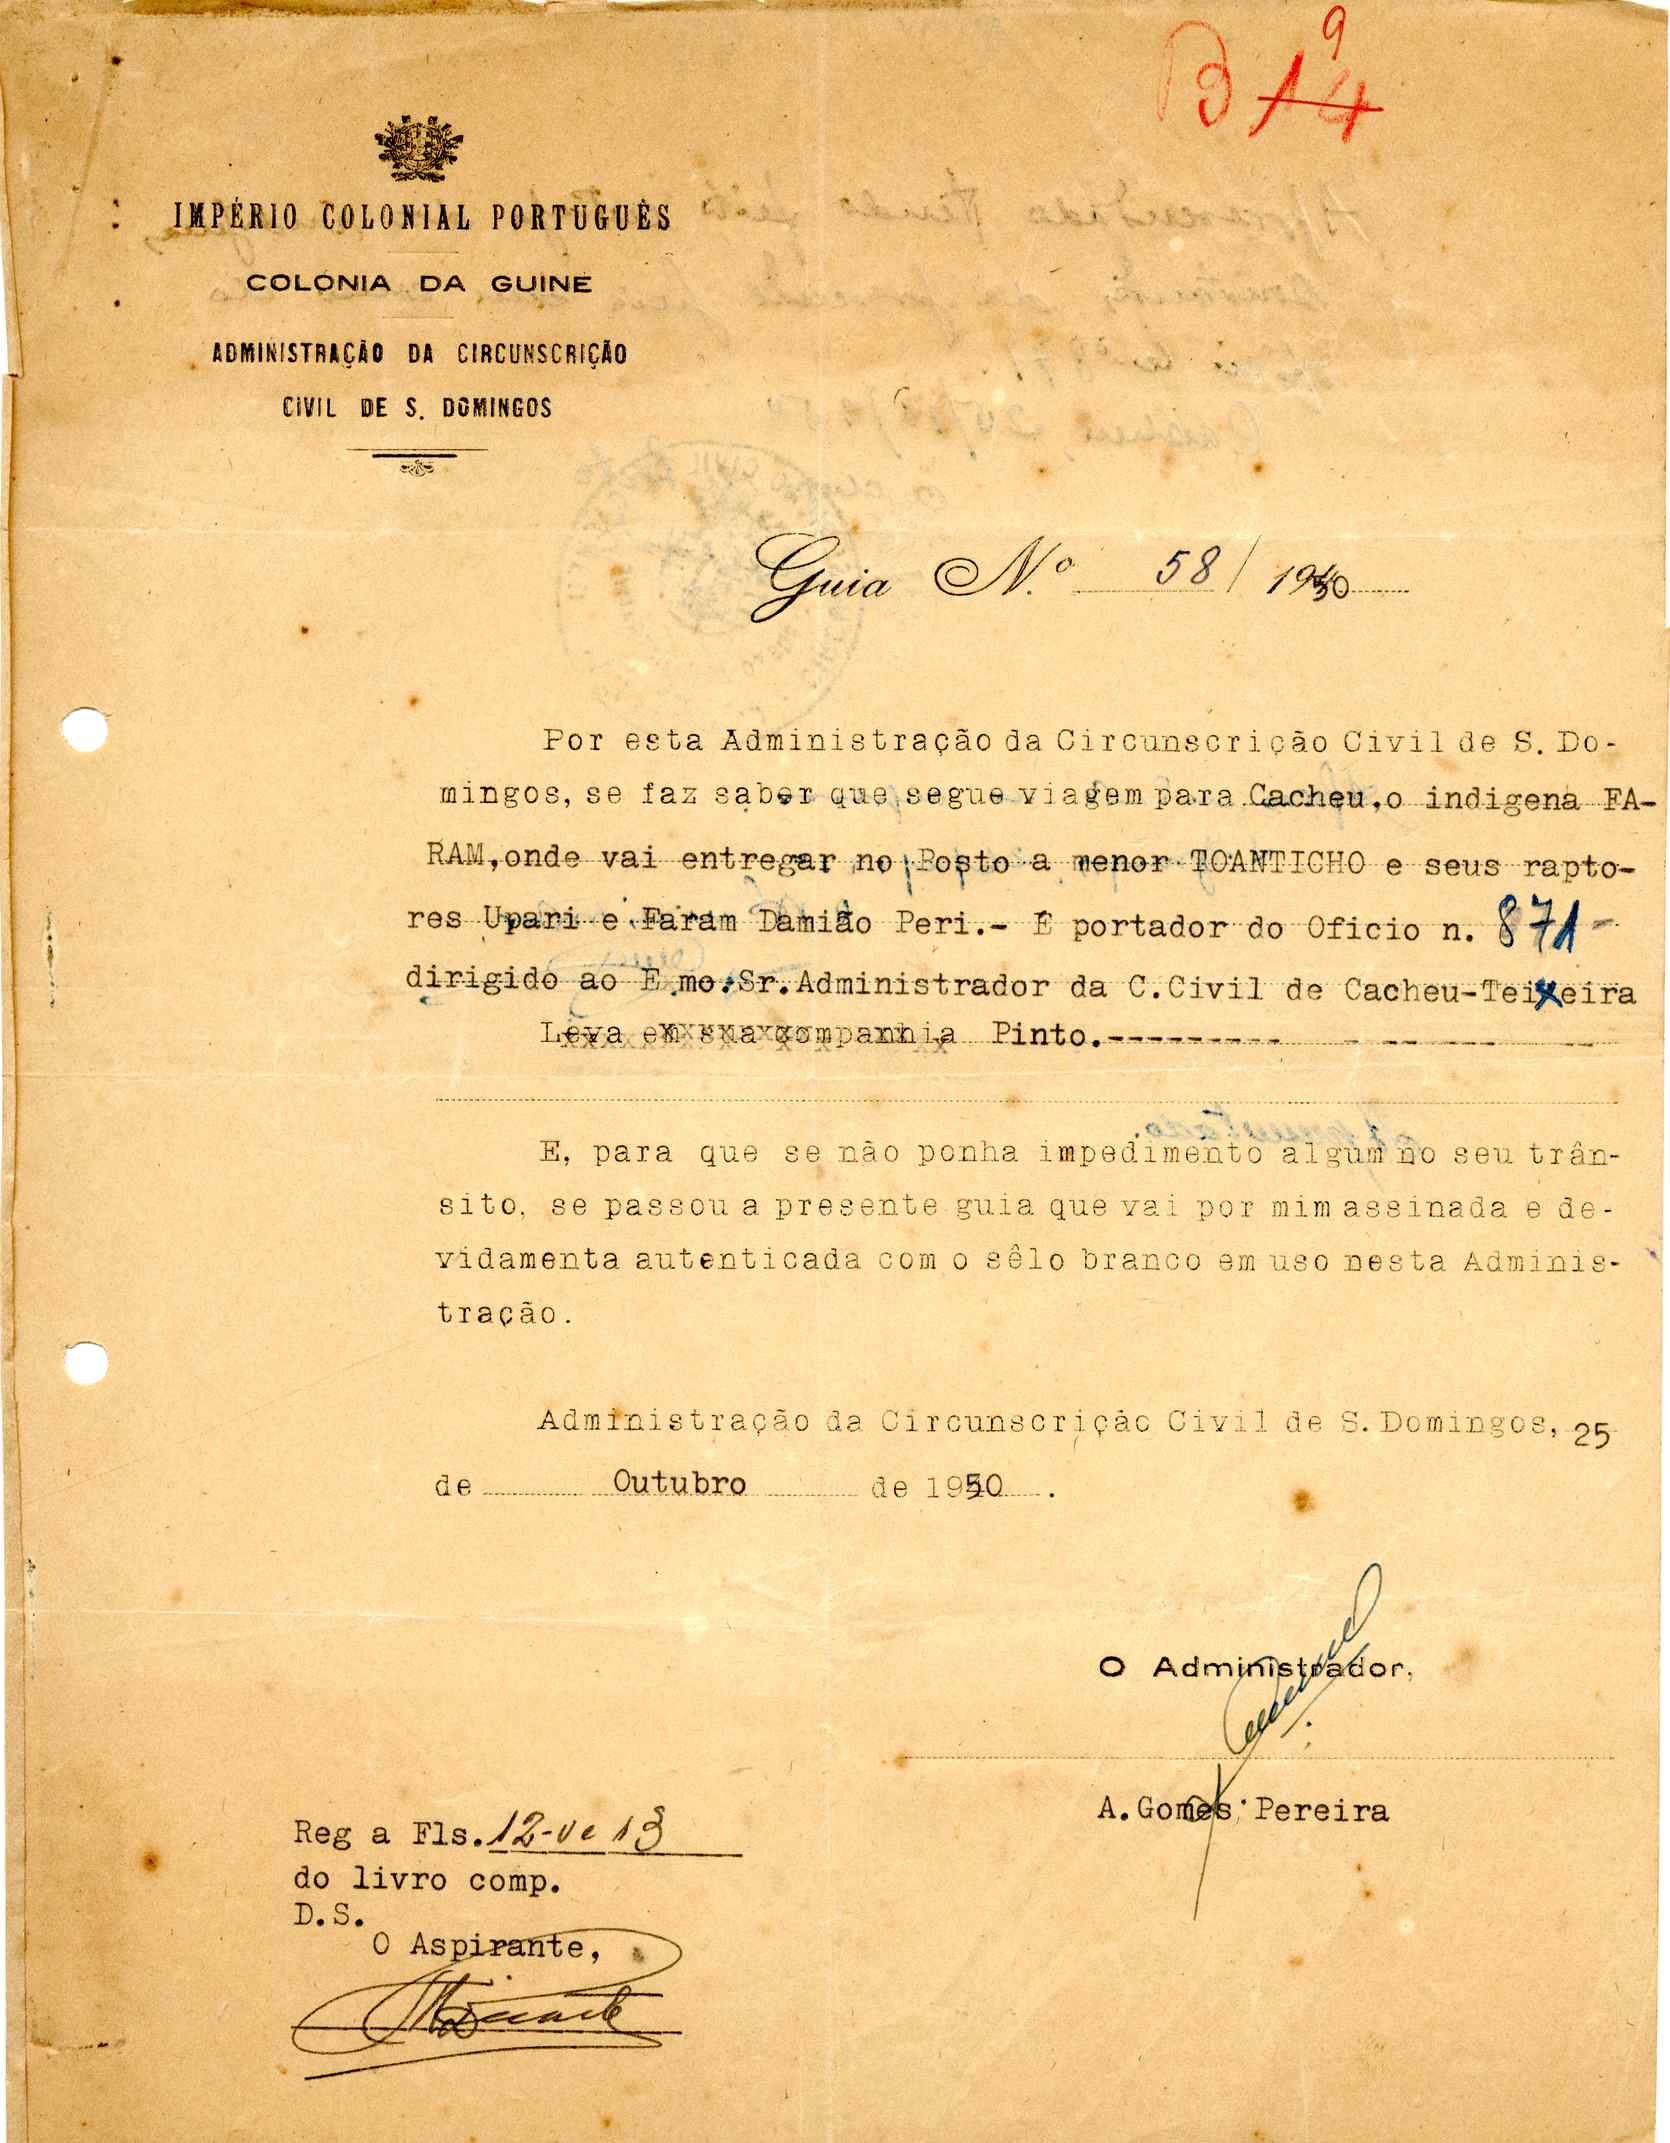 B 14 9
IMPÉRIO COLONIAL PORTUGUÊS
COLÓNIA DA GUINÉ
ADMINISTRAÇÃO DA CIRCUNSCRIÇÃO
CIVIL DE S. DOMINGOS
Guia N.º 58 / 1950
Por esta Administração da Circunscrição Civil de S. Do-
mingos, se faz saber que segue viagem para Cacheu, o indigena FA-
RAM, onde vai entregar no Posto a menor TOANTICHO e seus rapto-
res Upari e Faram Damião Peri.- E portador do Oficio n. 871-
dirigido ao E mo. Sr. Administrador da C. Civil de Cacheu-Teixeira
Leva em sua companhia Pinto.---------- - -- --- ---
E, para que se não ponha impedimento algum no seu trân-
sito, se passou a presente guia que vai por mim assinada e de-
vidamenta autenticada com o sêlo branco em uso nesta Adminis-
tração.
Administração da Circunscrição Civil de S. Domingos, 25
de Outubro de 1950.
O Administrador,
A. Gomes Pereira
Reg a Fls. 12-v e 13
do livro comp.
D.S.
O Aspirante,